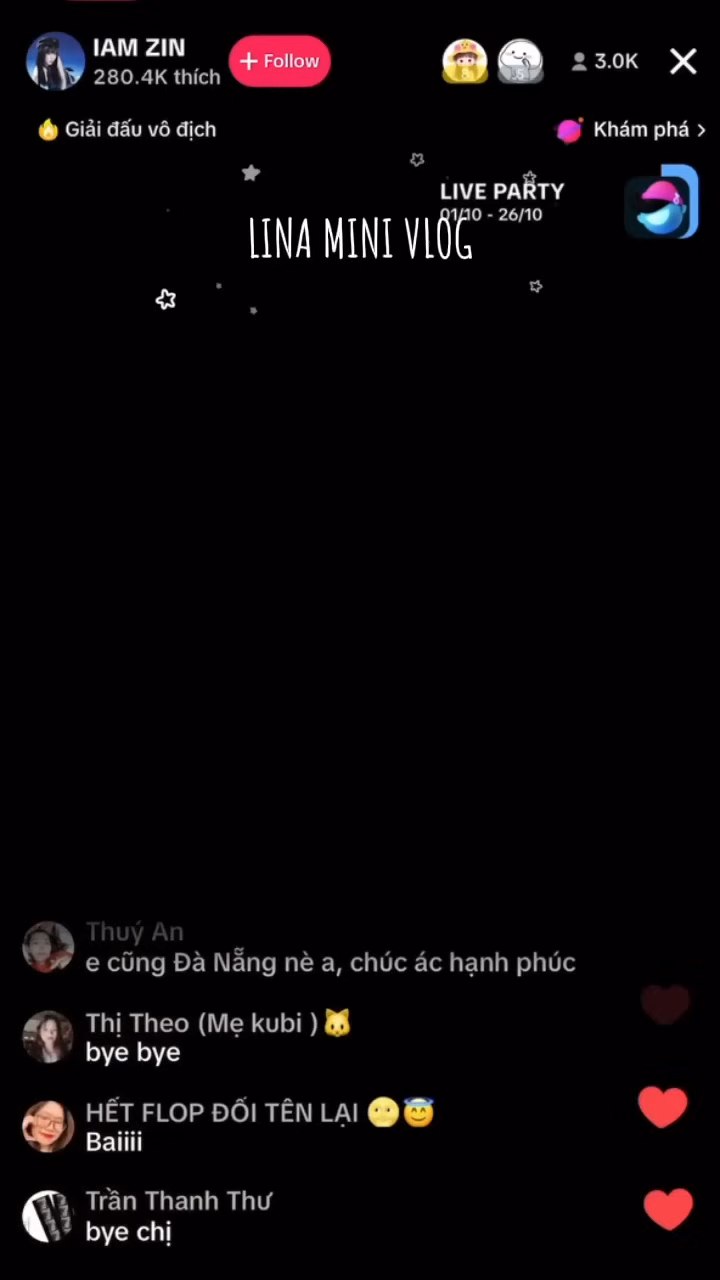 IAM ZIN
280.4K thích
+ Follow
3.0K
Giải đấu vô địch
Khám phá
LIVE PARTY
01/10 - 26/10
LINA MINI VLOG
Thuý An
e cũng Đà Nẵng nè a, chúc ác hạnh phúc
Thị Theo (Mẹ kubi )
bye bye
HẾT FLOP ĐỔI TÊN LẠI
Baiiii
Trần Thanh Thư
bye chị